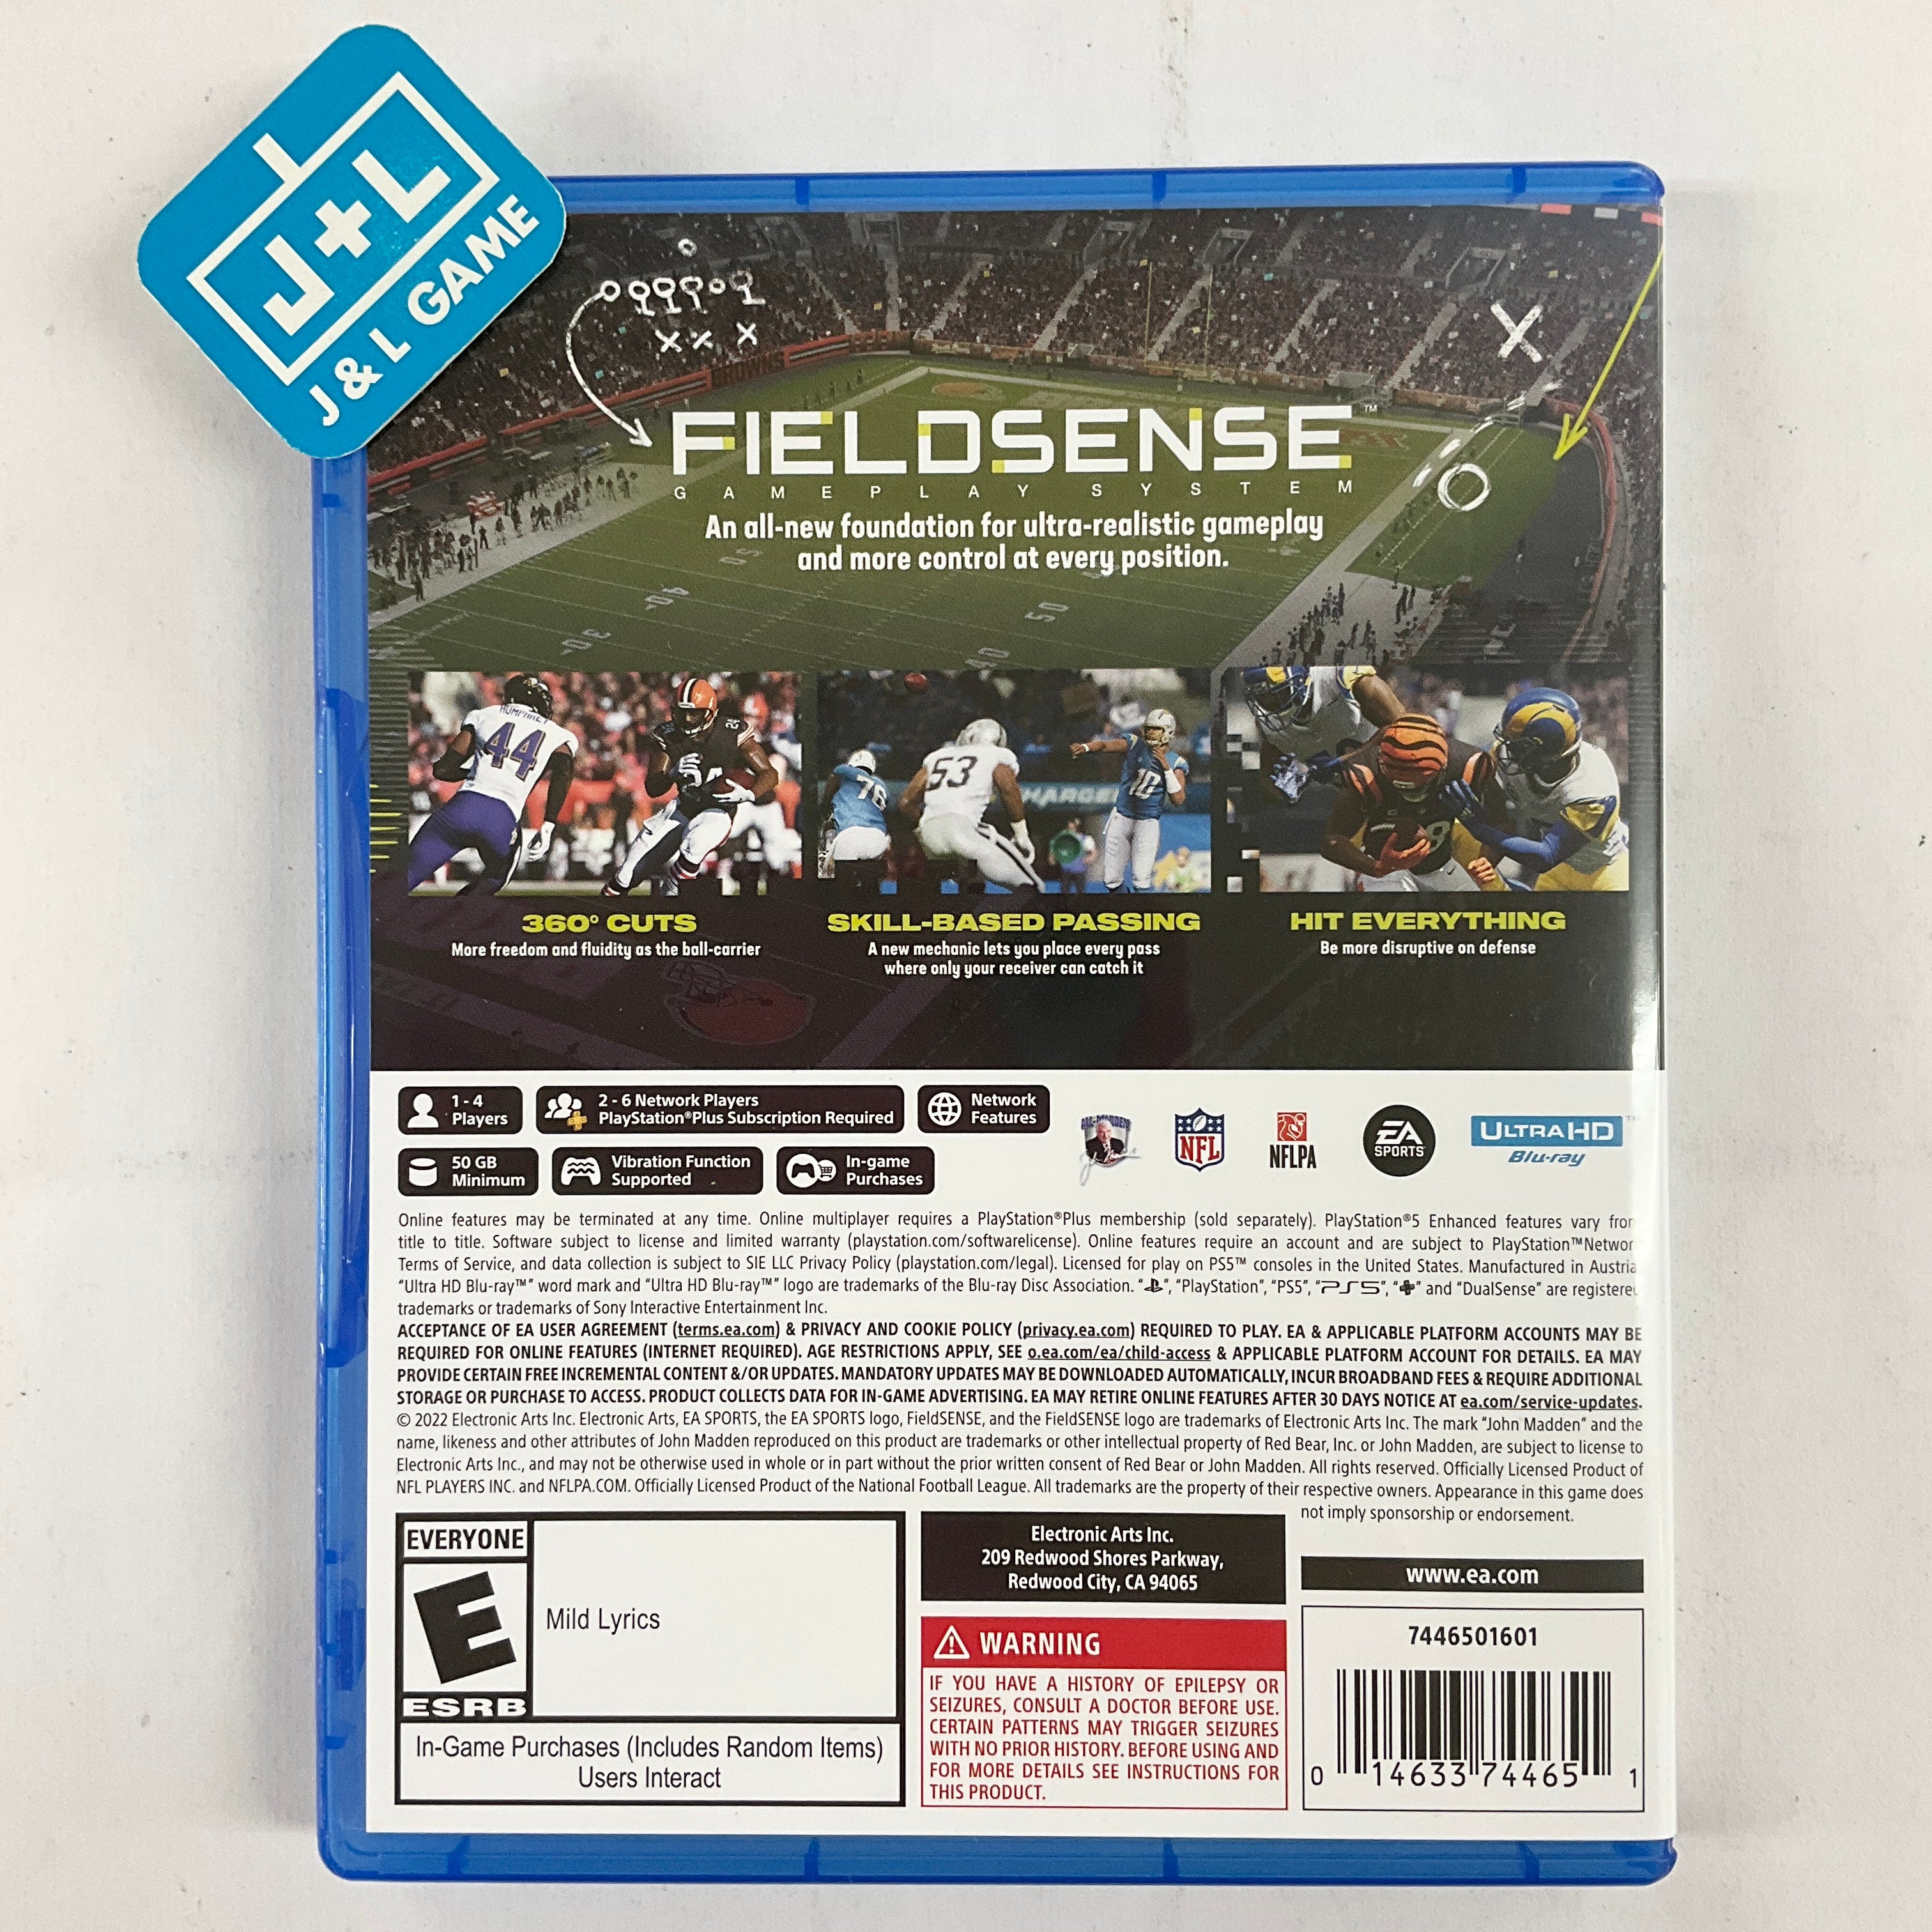 J+L
J & L GAME
FIELDSENSE™
GAMEPLAY SYSTEM
An all-new foundation for ultra-realistic gameplay
and more control at every position.
HUMPHREY
44
24
76
53
CHARGE
10
360° CUTS
More freedom and fluidity as the ball-carrier
SKILL-BASED PASSING
A new mechanic lets you place every pass
where only your receiver can catch it
HIT EVERYTHING
Be more disruptive on defense
1 - 4
Players
2 - 6 Network Players
PlayStation®Plus Subscription Required
Network
Features
50 GB
Minimum
Vibration Function
Supported
In-game
Purchases
NFL
NFLPA
EA
SPORTS
ULTRA HD™
Blu-ray
Online features may be terminated at any time. Online multiplayer requires a PlayStation®Plus membership (sold separately). PlayStation®5 Enhanced features vary from
title to title. Software subject to license and limited warranty (playstation.com/softwarelicense). Online features require an account and are subject to PlayStation™Network
Terms of Service, and data collection is subject to SIE LLC Privacy Policy (playstation.com/legal). Licensed for play on PS5™ consoles in the United States. Manufactured in Austria
“Ultra HD Blu-ray™” word mark and “Ultra HD Blu-ray™” logo are trademarks of the Blu-ray Disc Association. “”, “PlayStation”, “PS5”, “PS5”, “” and “DualSense” are registered
trademarks or trademarks of Sony Interactive Entertainment Inc.
ACCEPTANCE OF EA USER AGREEMENT (terms.ea.com) & PRIVACY AND COOKIE POLICY (privacy.ea.com) REQUIRED TO PLAY. EA & APPLICABLE PLATFORM ACCOUNTS MAY BE
REQUIRED FOR ONLINE FEATURES (INTERNET REQUIRED). AGE RESTRICTIONS APPLY, SEE o.ea.com/ea/child-access & APPLICABLE PLATFORM ACCOUNT FOR DETAILS. EA MAY
PROVIDE CERTAIN FREE INCREMENTAL CONTENT &/OR UPDATES. MANDATORY UPDATES MAY BE DOWNLOADED AUTOMATICALLY, INCUR BROADBAND FEES & REQUIRE ADDITIONAL
STORAGE OR PURCHASE TO ACCESS. PRODUCT COLLECTS DATA FOR IN-GAME ADVERTISING. EA MAY RETIRE ONLINE FEATURES AFTER 30 DAYS NOTICE AT ea.com/service-updates.
© 2022 Electronic Arts Inc. Electronic Arts, EA SPORTS, the EA SPORTS logo, FieldSENSE, and the FieldSENSE logo are trademarks of Electronic Arts Inc. The mark “John Madden” and the
name, likeness and other attributes of John Madden reproduced on this product are trademarks or other intellectual property of Red Bear, Inc. or John Madden, are subject to license to
Electronic Arts Inc., and may not be otherwise used in whole or in part without the prior written consent of Red Bear or John Madden. All rights reserved. Officially Licensed Product of
NFL PLAYERS INC. and NFLPA.COM. Officially Licensed Product of the National Football League. All trademarks are the property of their respective owners. Appearance in this game does
not imply sponsorship or endorsement.
EVERYONE
E
ESRB
Mild Lyrics
In-Game Purchases (Includes Random Items)
Users Interact
Electronic Arts Inc.
209 Redwood Shores Parkway,
Redwood City, CA 94065
WARNING
IF YOU HAVE A HISTORY OF EPILEPSY OR
SEIZURES, CONSULT A DOCTOR BEFORE USE.
CERTAIN PATTERNS MAY TRIGGER SEIZURES
WITH NO PRIOR HISTORY. BEFORE USING AND
FOR MORE DETAILS SEE INSTRUCTIONS FOR
THIS PRODUCT.
www.ea.com
7446501601
0 14633 74465 1